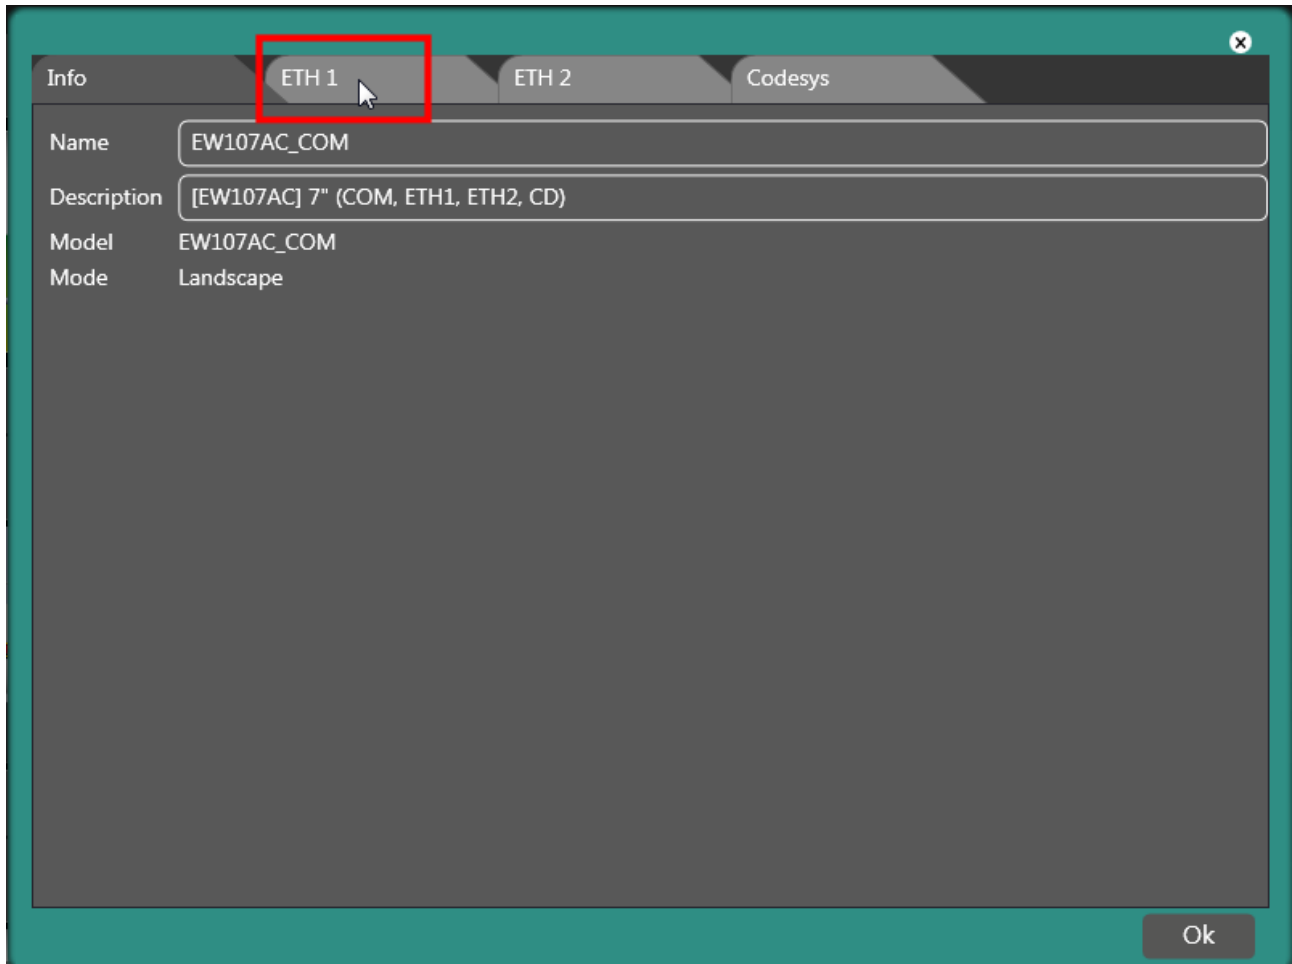 Info ETH 1 ETH 2 Codesys
Name EW107AC_COM
Description [EW107AC] 7" (COM, ETH1, ETH2, CD)
Model EW107AC_COM
Mode Landscape
Ok